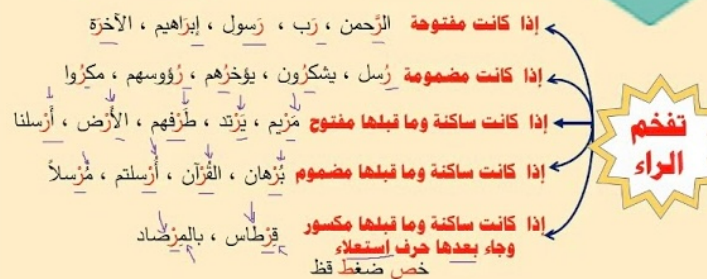 إذا كانت مفتوحة الرَّحمن ، رَب ، رَسول ، إبرَاهيم ، الآخرَة
إذا كانت مضمومة رُسل ، يشكرُون ، يؤخرُهم ، رُؤوسهم ، مكرُوا
إذا كانت ساكنة وما قبلها مفتوح مَرْيم ، يَرْتد ، طَرْفهم ، الأَرْض ، أَرْسلنا
تفخم
الراء
إذا كانت ساكنة وما قبلها مضموم بُرْهان ، القُرْآن ، أُرْسلتم ، مُرْسلاً
إذا كانت ساكنة وما قبلها مكسور
وجاء بعدها حرف استعلاء
قِرْطاس ، بالمِرْصاد
خص ضغط قظ